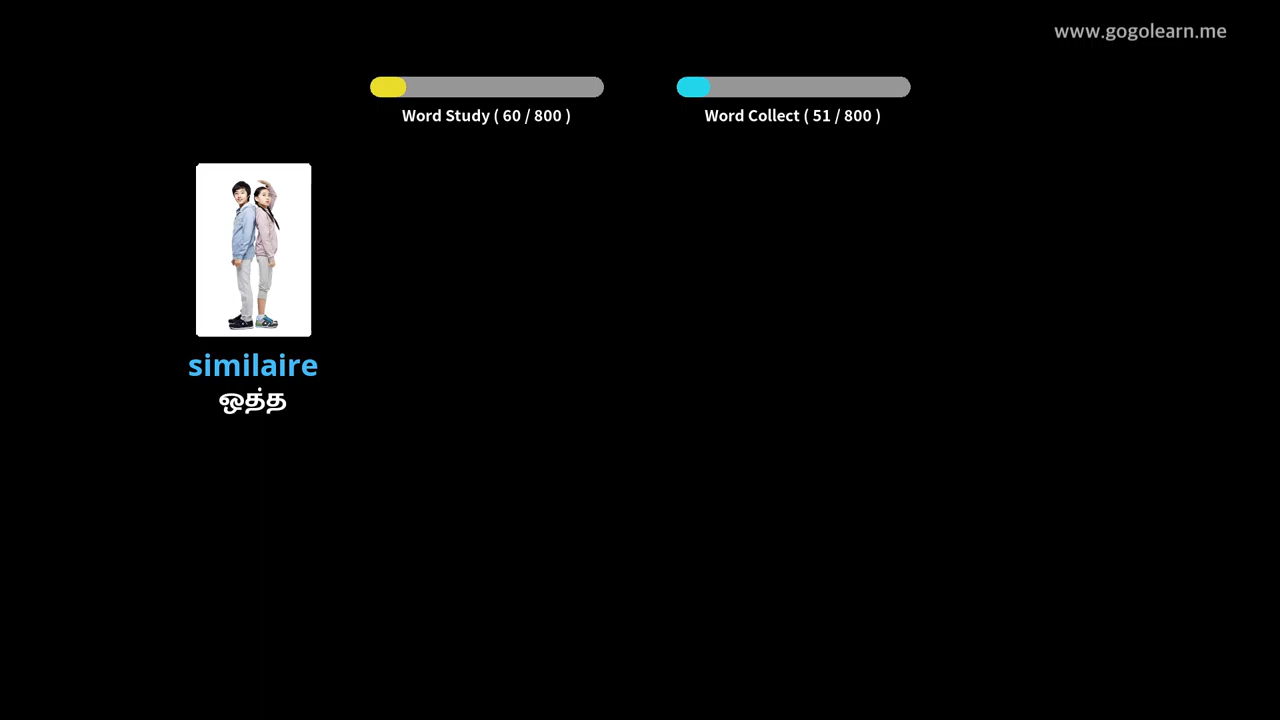 www.gogolearn.me
Word Study ( 60 / 800 )
Word Collect ( 51 / 800 )
similaire
ஒத்த